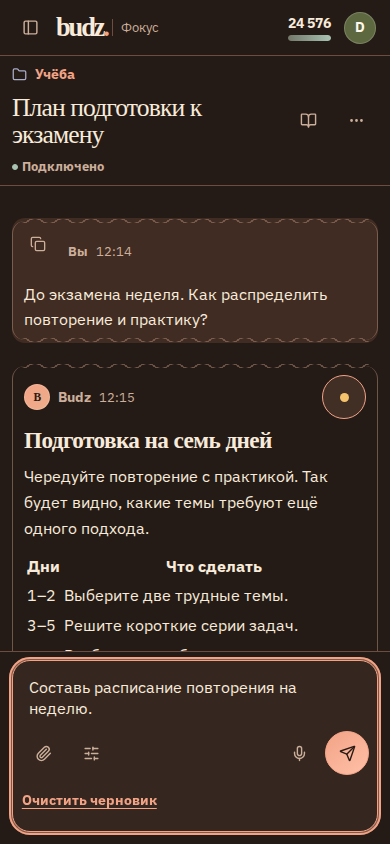 budz.
Фокус
24 576
D
Учёба
План подготовки к
экзамену
Подключено
Вы 12:14
До экзамена неделя. Как распределить
повторение и практику?
B Budz 12:15
Подготовка на семь дней
Чередуйте повторение с практикой. Так
будет видно, какие темы требуют ещё
одного подхода.
Дни Что сделать
1–2 Выберите две трудные темы.
3–5 Решите короткие серии задач.
Составь расписание повторения на
неделю.
Очистить черновик